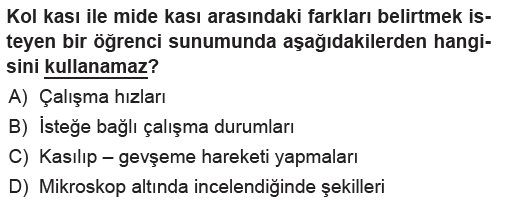 Kol kası ile mide kası arasındaki farkları belirtmek is-
teyen bir öğrenci sunumunda aşağıdakilerden hangi-
sini kullanamaz?
A) Çalışma hızları
B) İsteğe bağlı çalışma durumları
C) Kasılıp – gevşeme hareketi yapmaları
D) Mikroskop altında incelendiğinde şekilleri